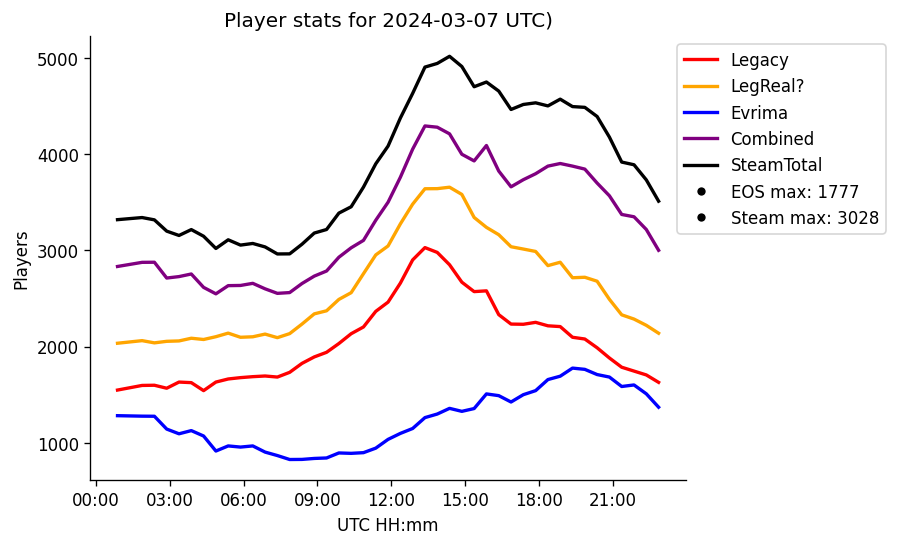 Player stats for 2024-03-07 UTC)
Legacy
LegReal?
Evrima
Combined
SteamTotal
EOS max: 1777
Steam max: 3028
Players
5000
4000
3000
2000
1000
00:00 03:00 06:00 09:00 12:00 15:00 18:00 21:00
UTC HH:mm